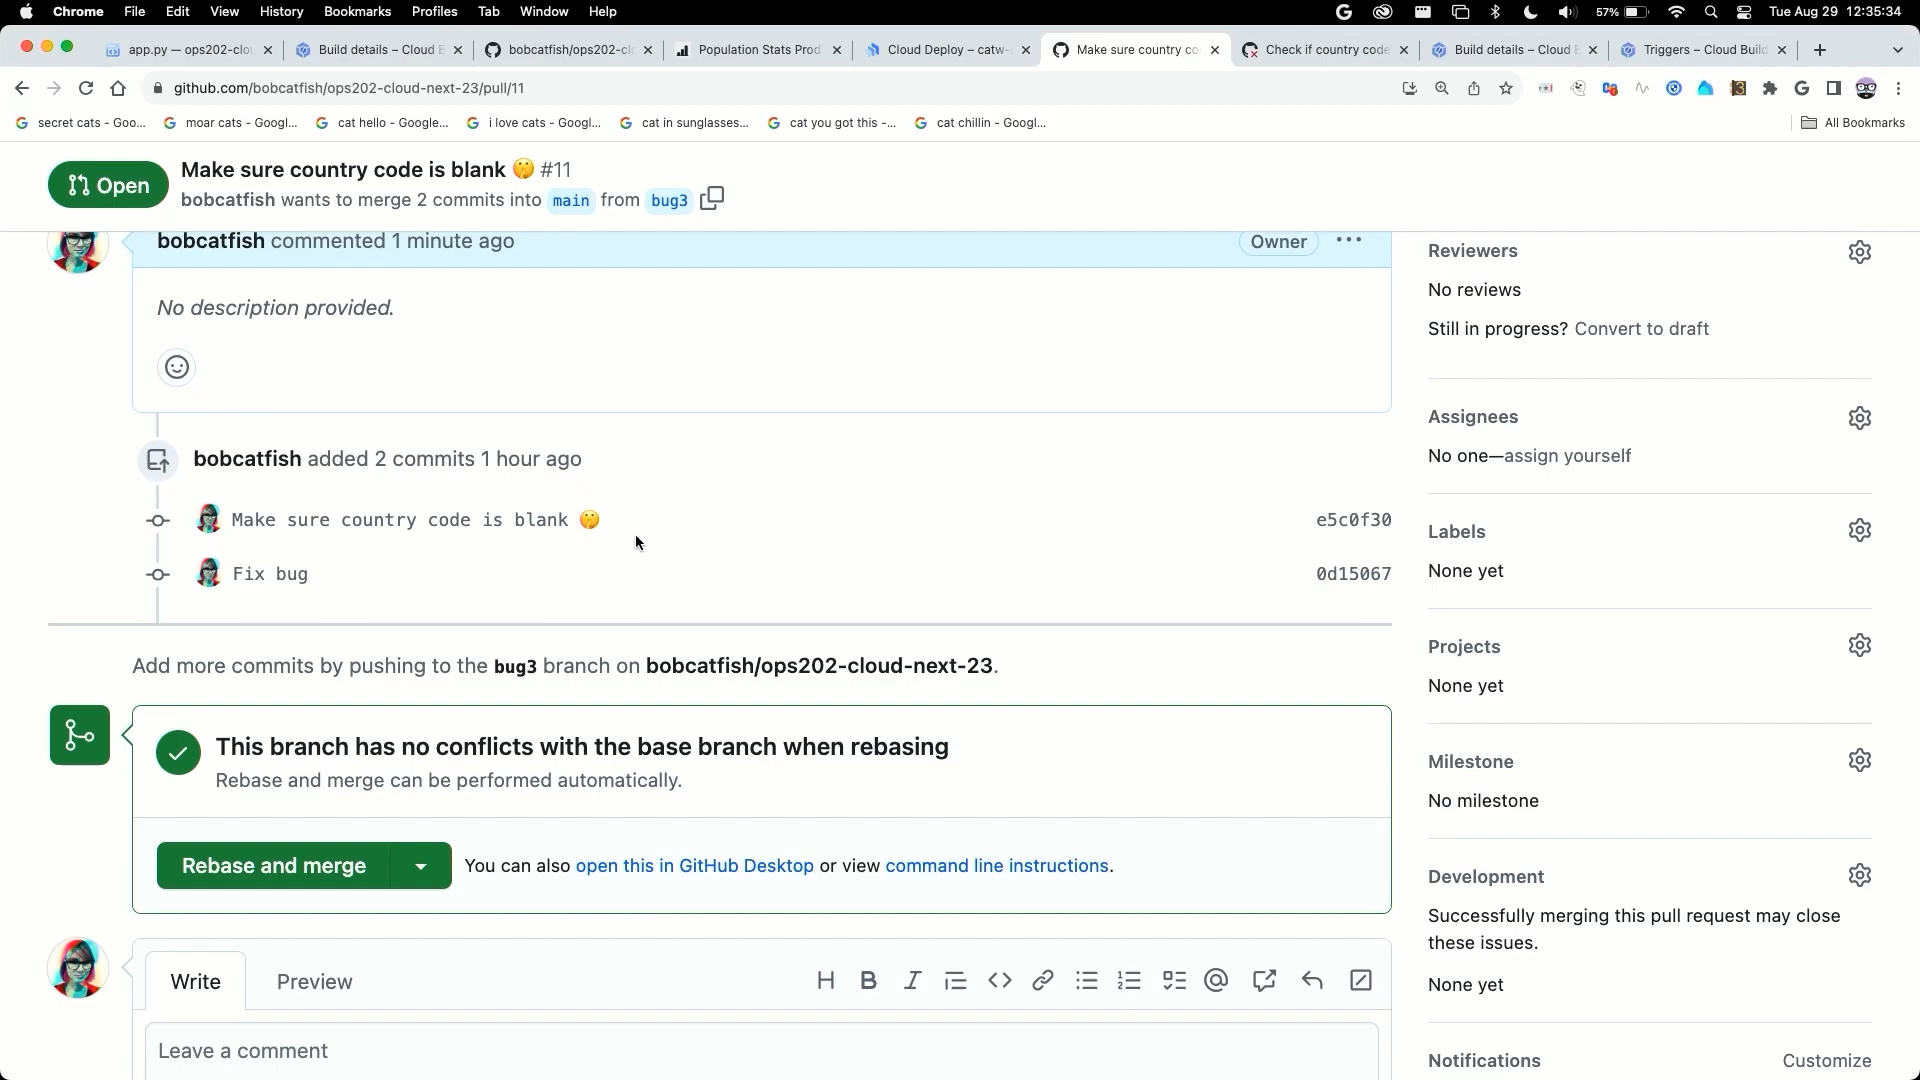 Chrome File Edit View History Bookmarks Profiles Tab Window Help 57% Tue Aug 29 12:35:34
app.py — ops202-clou Build details – Cloud B bobcatfish/ops202-cl Population Stats Prod Cloud Deploy – catw- Make sure country co Check if country code Build details – Cloud B Triggers – Cloud Build
github.com/bobcatfish/ops202-cloud-next-23/pull/11
secret cats - Goo... moar cats - Googl... cat hello - Google... i love cats - Googl... cat in sunglasses... cat you got this -... cat chillin - Googl... All Bookmarks
Open
Make sure country code is blank 🤫 #11
bobcatfish wants to merge 2 commits into main from bug3
bobcatfish commented 1 minute ago Owner
No description provided.
bobcatfish added 2 commits 1 hour ago
Make sure country code is blank 🤫 e5c0f30
Fix bug 0d15067
Add more commits by pushing to the bug3 branch on bobcatfish/ops202-cloud-next-23.
This branch has no conflicts with the base branch when rebasing
Rebase and merge can be performed automatically.
Rebase and merge You can also open this in GitHub Desktop or view command line instructions.
Write Preview
Leave a comment
Reviewers
No reviews
Still in progress? Convert to draft
Assignees
No one—assign yourself
Labels
None yet
Projects
None yet
Milestone
No milestone
Development
Successfully merging this pull request may close
these issues.
None yet
Notifications Customize